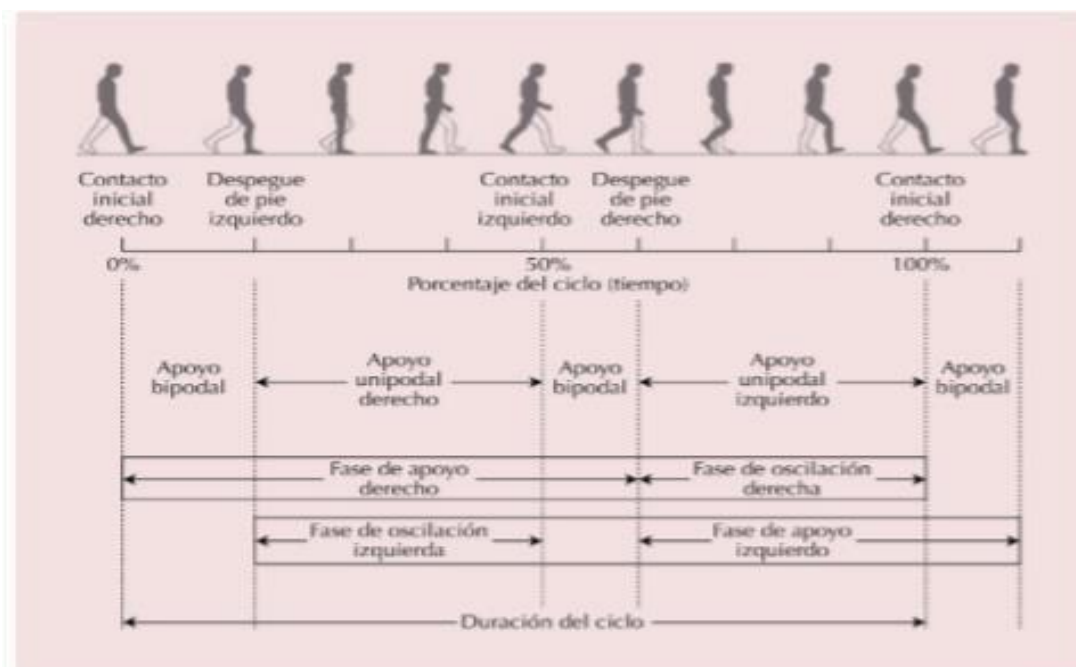 Contacto
inicial
derecho
Despegue
de pie
izquierdo
Contacto
inicial
izquierdo
Despegue
de pie
derecho
Contacto
inicial
derecho
0%
50%
100%
Porcentaje del ciclo (tiempo)
Apoyo
bipodal
Apoyo
unipodal
derecho
Apoyo
bipodal
Apoyo
unipodal
izquierdo
Apoyo
bipodal
Fase de apoyo
derecho
Fase de oscilación
derecha
Fase de oscilación
izquierda
Fase de apoyo
izquierdo
Duración del ciclo